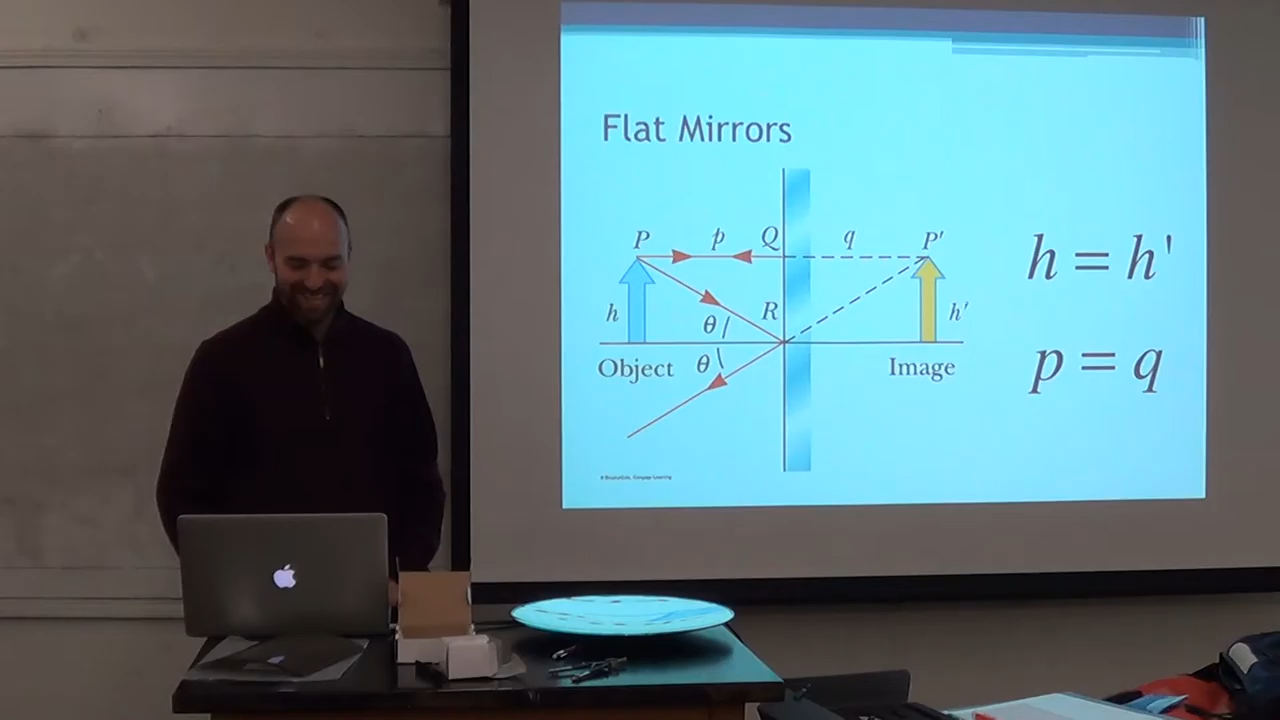 Flat Mirrors
P p Q q P'
h R h'
θ
θ
Object Image
h = h'
p = q